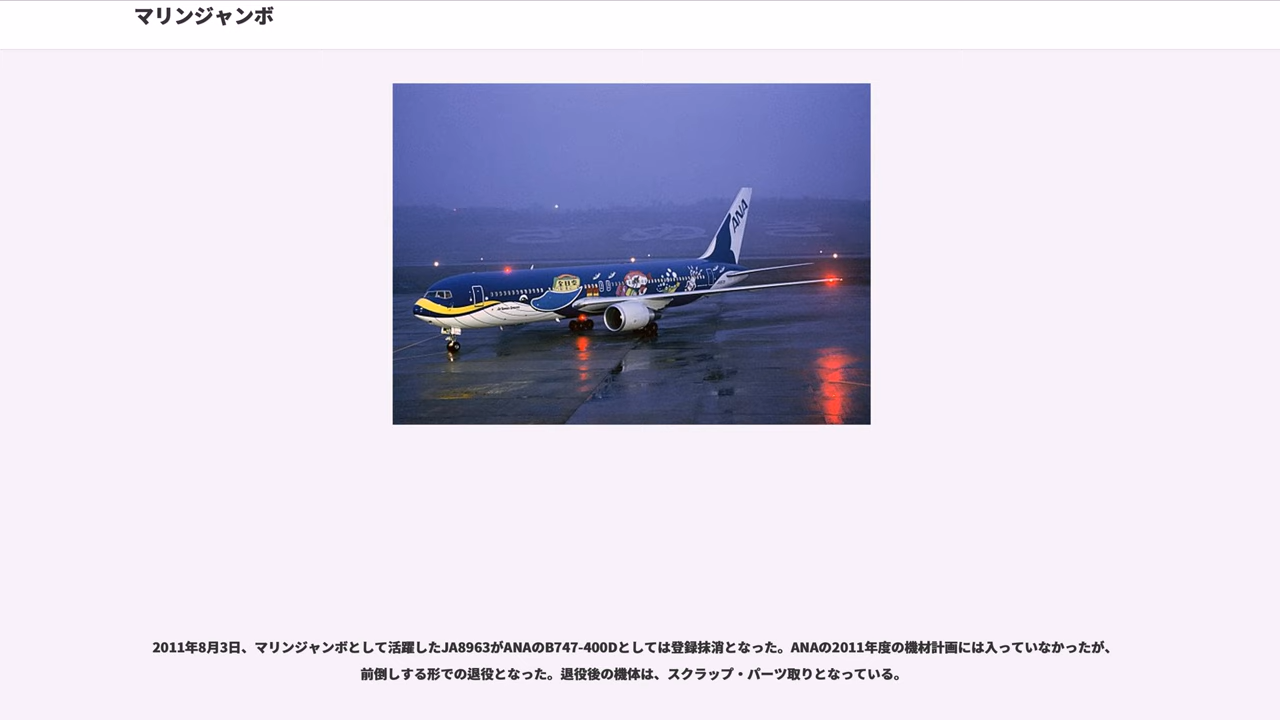 マリンジャンボ
ANA
2011年8月3日、マリンジャンボとして活躍したJA8963がANAのB747-400Dとしては登録抹消となった。ANAの2011年度の機材計画には入っていなかったが、
前倒しする形での退役となった。退役後の機体は、スクラップ・パーツ取りとなっている。